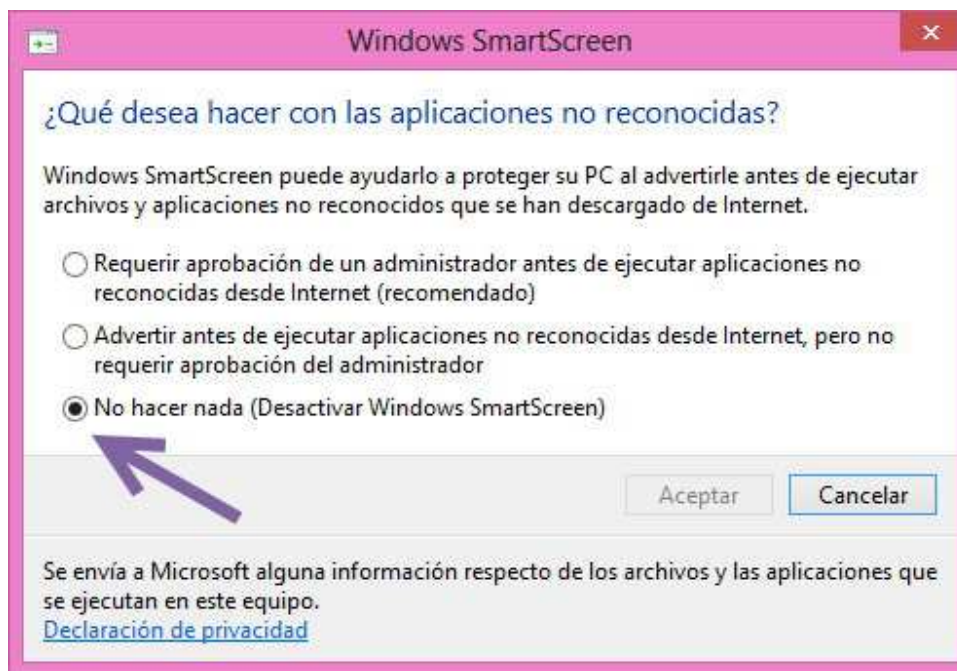 Windows SmartScreen
¿Qué desea hacer con las aplicaciones no reconocidas?
Windows SmartScreen puede ayudarlo a proteger su PC al advertirle antes de ejecutar
archivos y aplicaciones no reconocidos que se han descargado de Internet.
Requerir aprobación de un administrador antes de ejecutar aplicaciones no
reconocidas desde Internet (recomendado)
Advertir antes de ejecutar aplicaciones no reconocidas desde Internet, pero no
requerir aprobación del administrador
No hacer nada (Desactivar Windows SmartScreen)
Aceptar Cancelar
Se envía a Microsoft alguna información respecto de los archivos y las aplicaciones que
se ejecutan en este equipo.
Declaración de privacidad